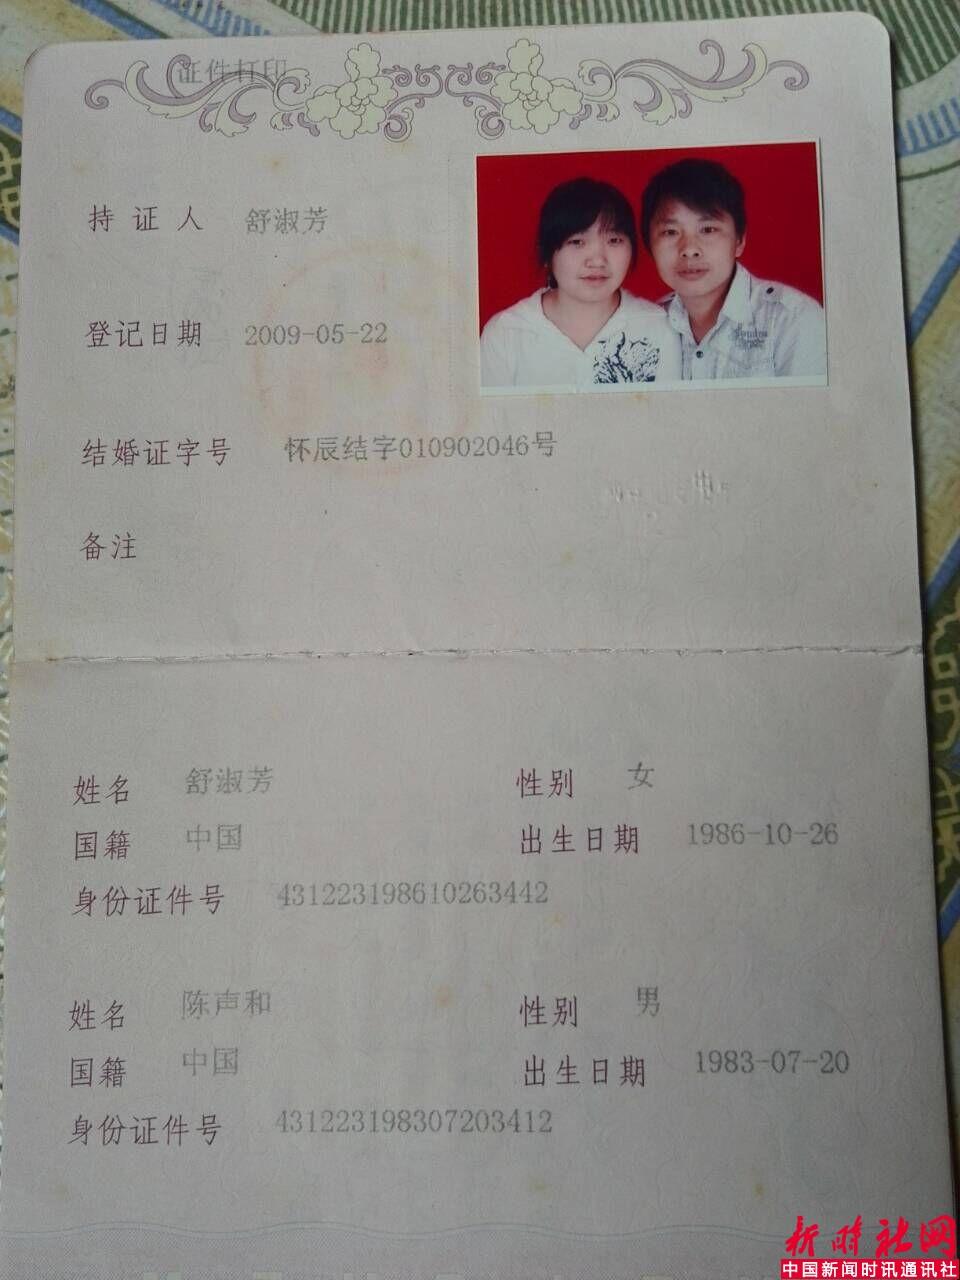 证件打印
持证人 舒淑芳
登记日期 2009-05-22
结婚证字号 怀辰结字010902046号
备注
姓名 舒淑芳 性别 女
国籍 中国 出生日期 1986-10-26
身份证件号 431223198610263442
姓名 陈声和 性别 男
国籍 中国 出生日期 1983-07-20
身份证件号 431223198307203412
新时社网
中国新闻时讯通讯社